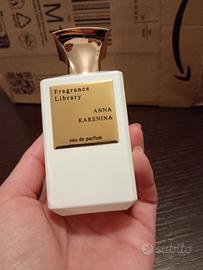 Fragrance
Library
ANNA
KARENINA
eau de parfum
subito